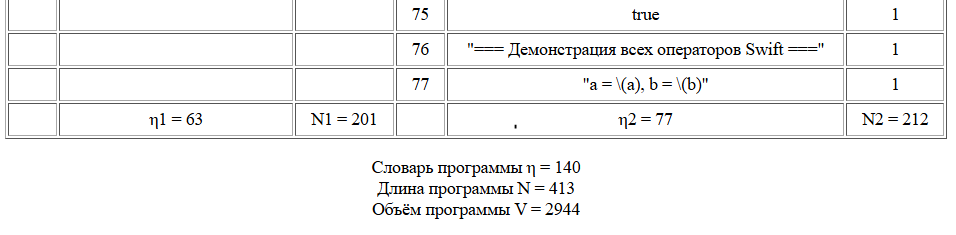 75 true 1
76 "=== Демонстрация всех операторов Swift ===" 1
77 "a = \(a), b = \(b)" 1
η1 = 63 N1 = 201 η2 = 77 N2 = 212
Словарь программы η = 140
Длина программы N = 413
Объём программы V = 2944